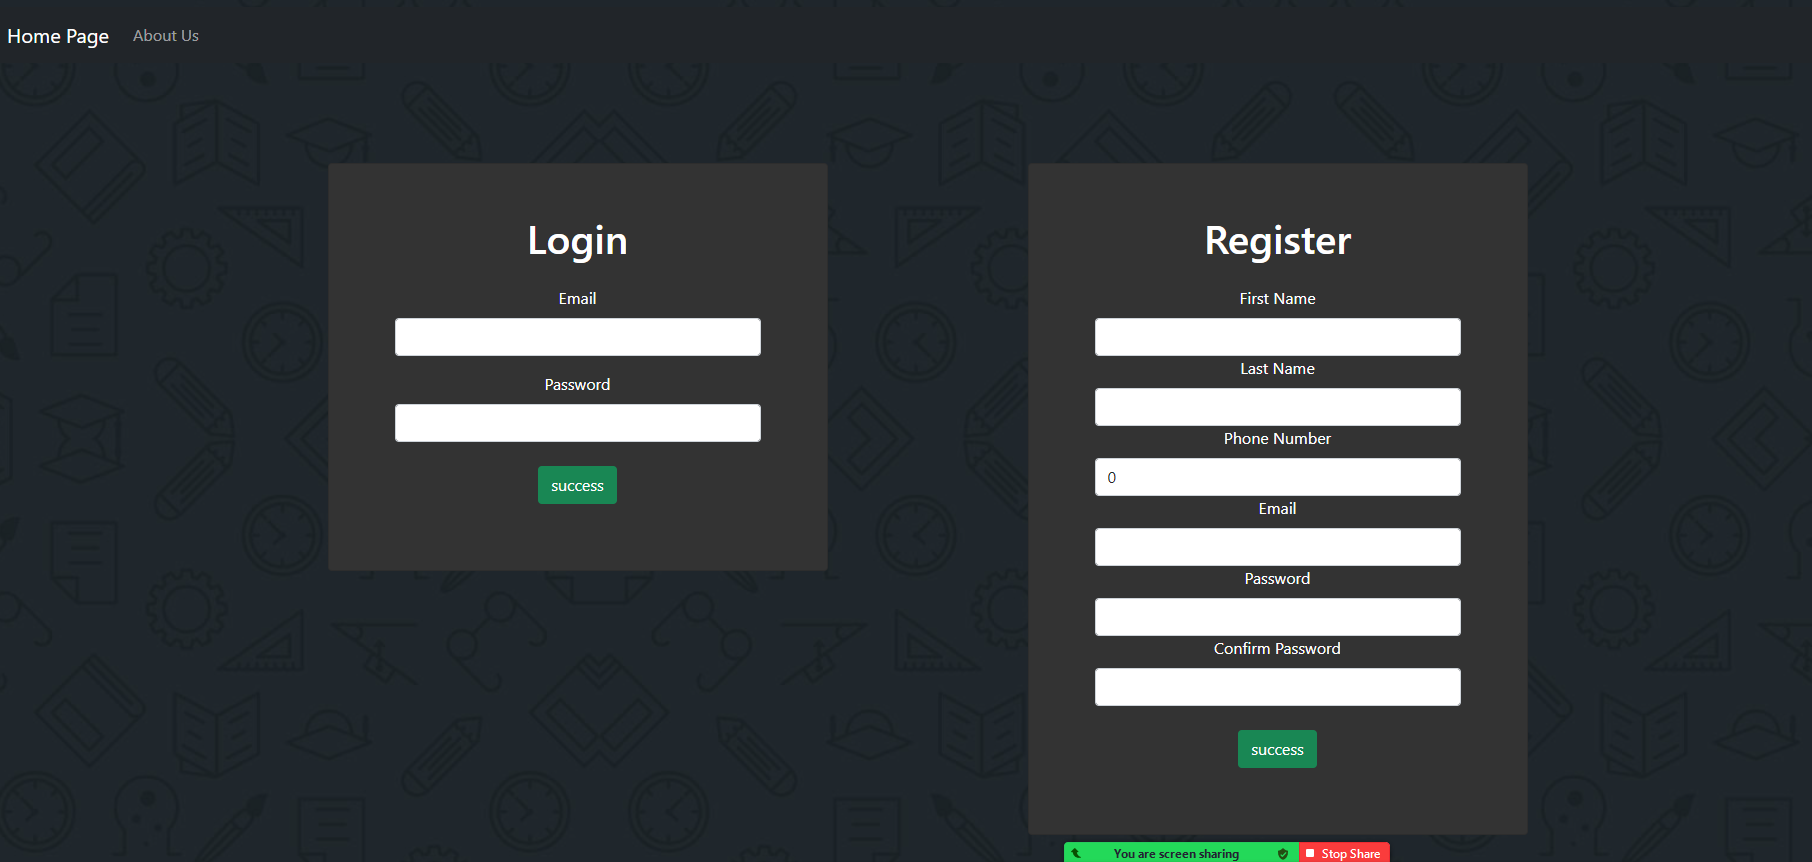 Home Page About Us
Login
Email
Password
success
Register
First Name
Last Name
Phone Number
0
Email
Password
Confirm Password
success
You are screen sharing Stop Share